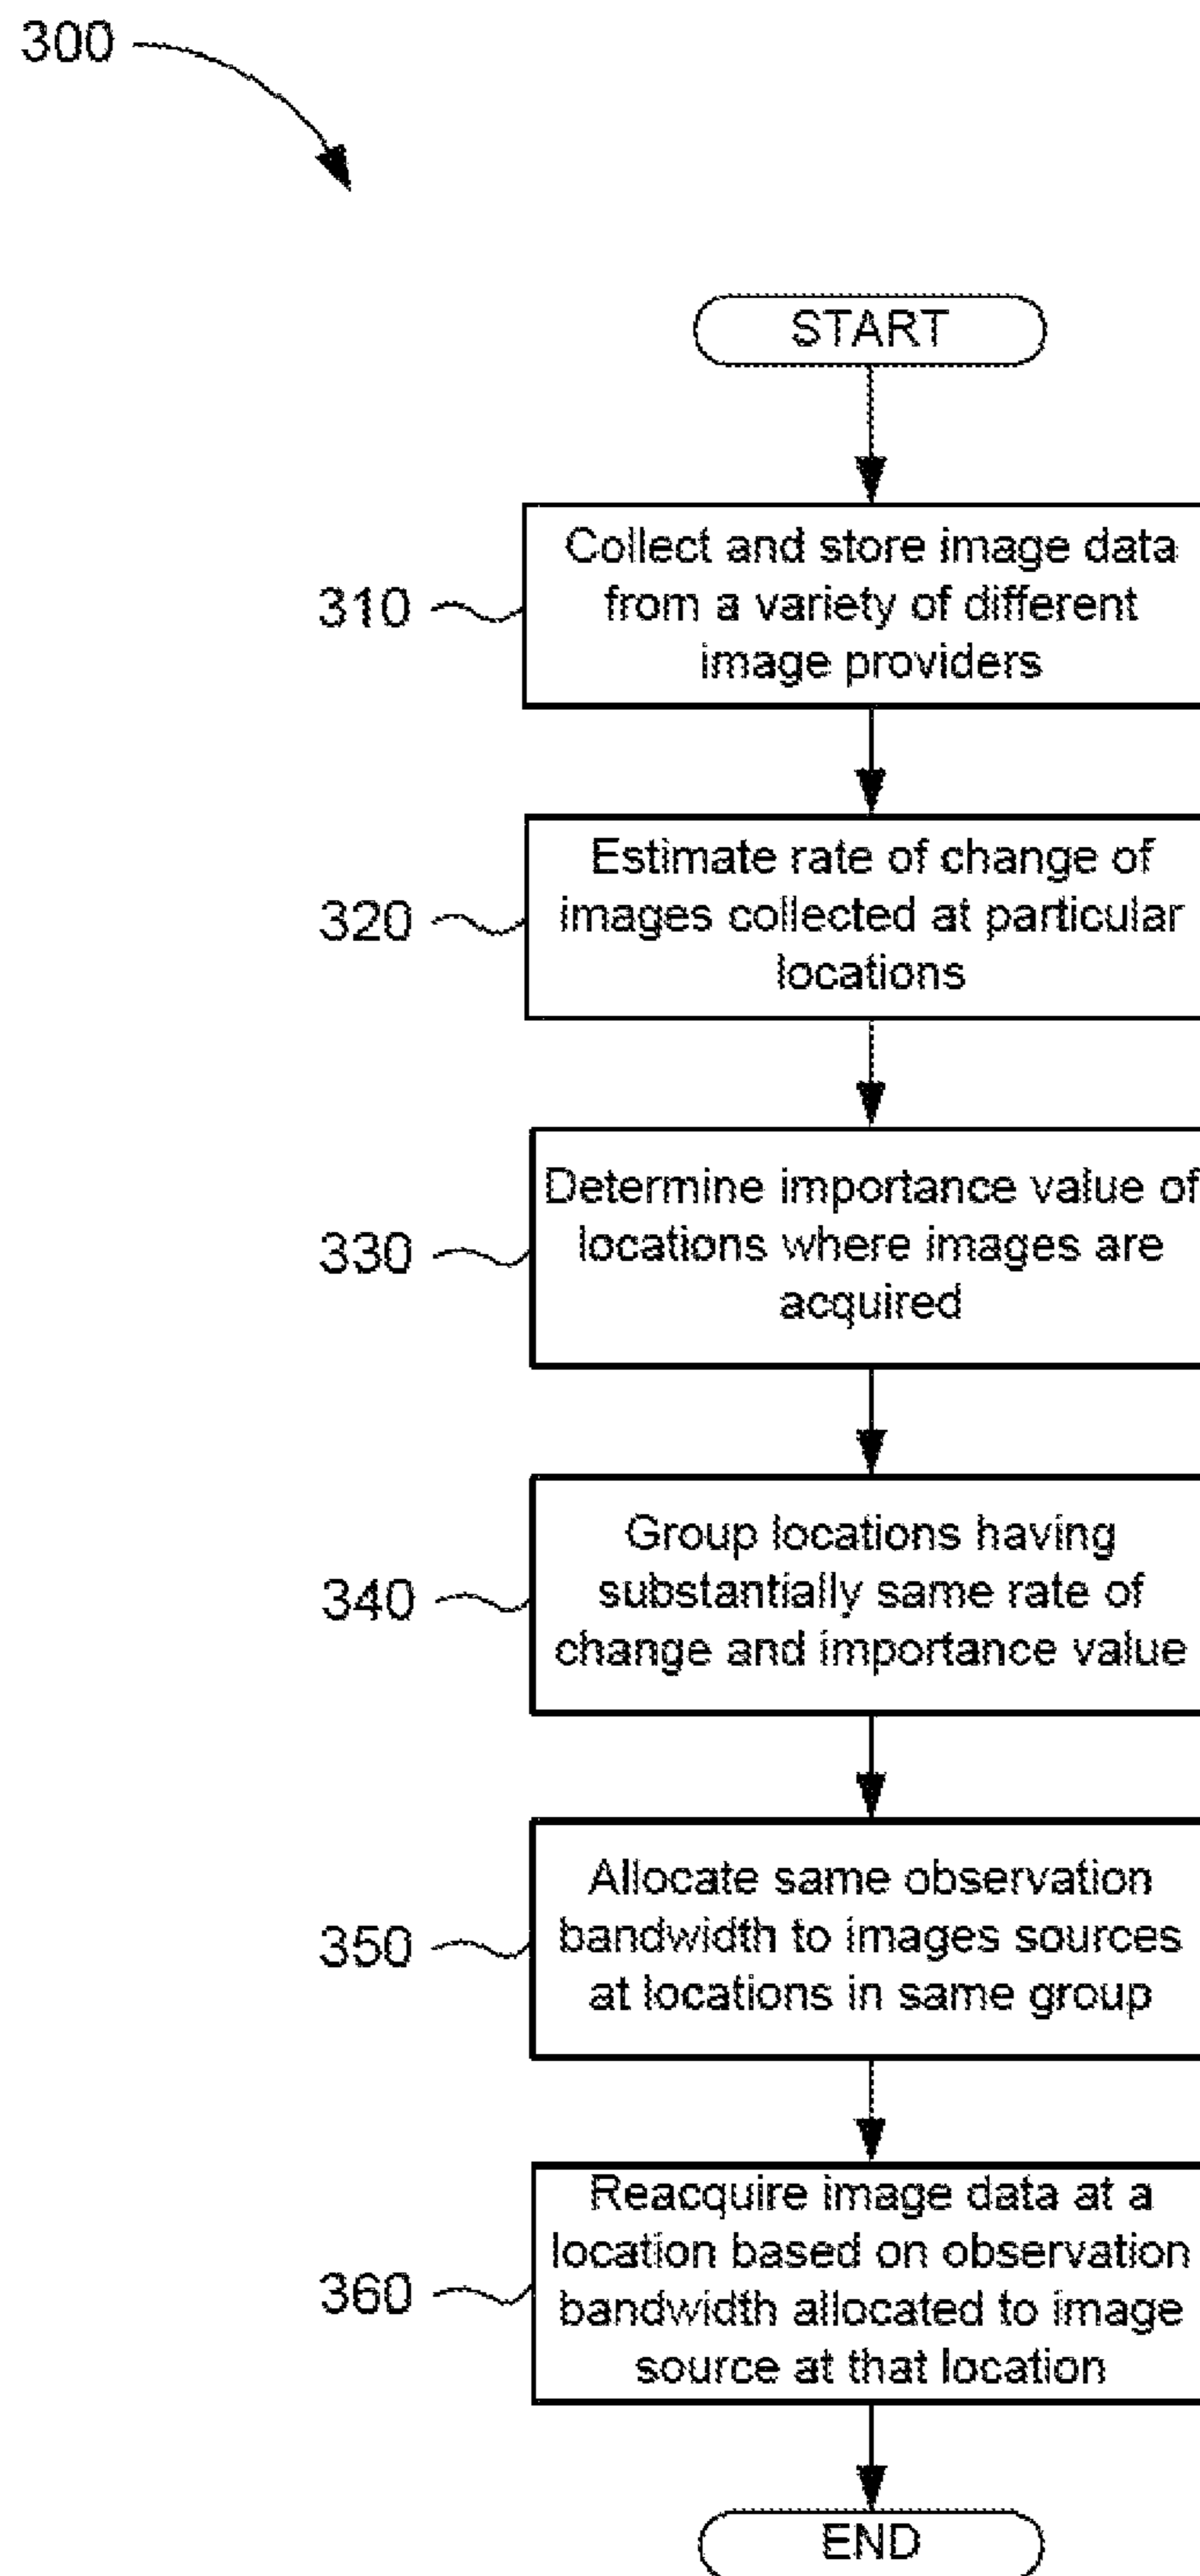 300
START
310
Collect and store image data
from a variety of different
image providers
320
Estimate rate of change of
images collected at particular
locations
330
Determine importance value of
locations where images are
acquired
340
Group locations having
substantially same rate of
change and importance value
350
Allocate same observation
bandwidth to images sources
at locations in same group
360
Reacquire image data at a
location based on observation
bandwidth allocated to image
source at that location
END